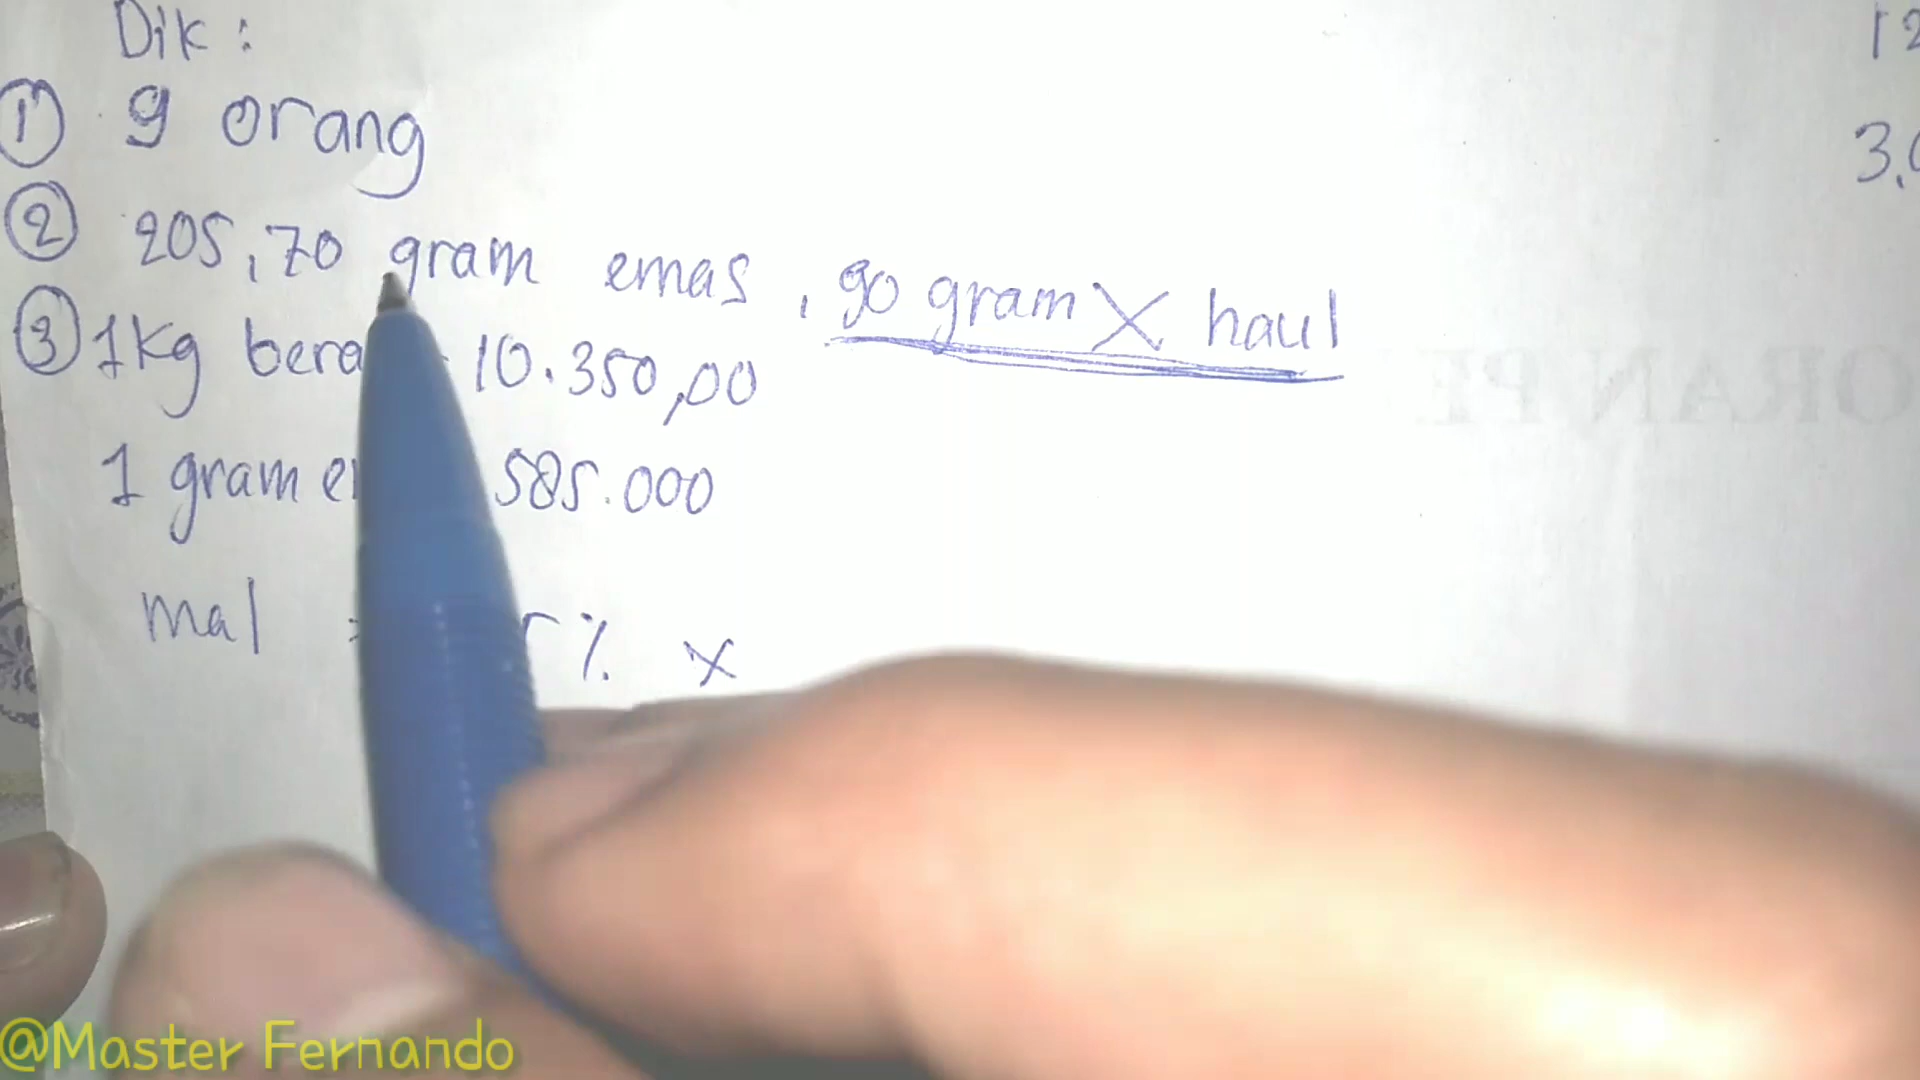 Dik :
① 9 orang
② 205,70 gram emas , 90 gram X haul
③ 1kg 10.350,00
1 gram 585.000
mal % x
12
@Master Fernando